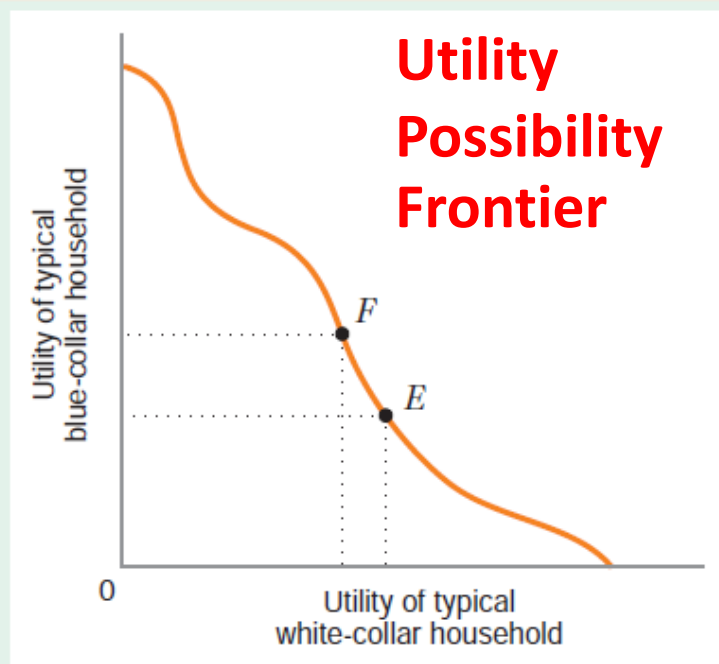 Utility
Possibility
Frontier
Utility of typical
blue-collar household
F
E
0
Utility of typical
white-collar household